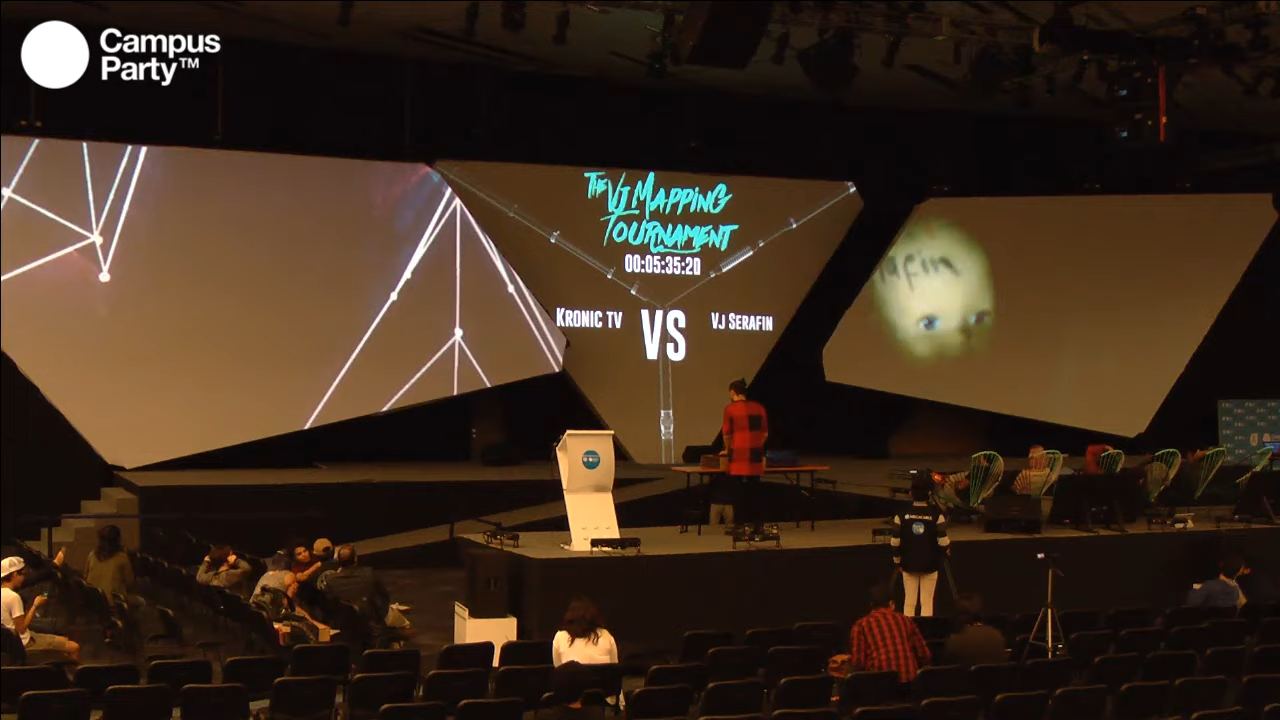 Campus
Party™
The
VJ Mapping
Tournament
00:05:35:20
Kronic TV
VS
Vj Serafin
afin